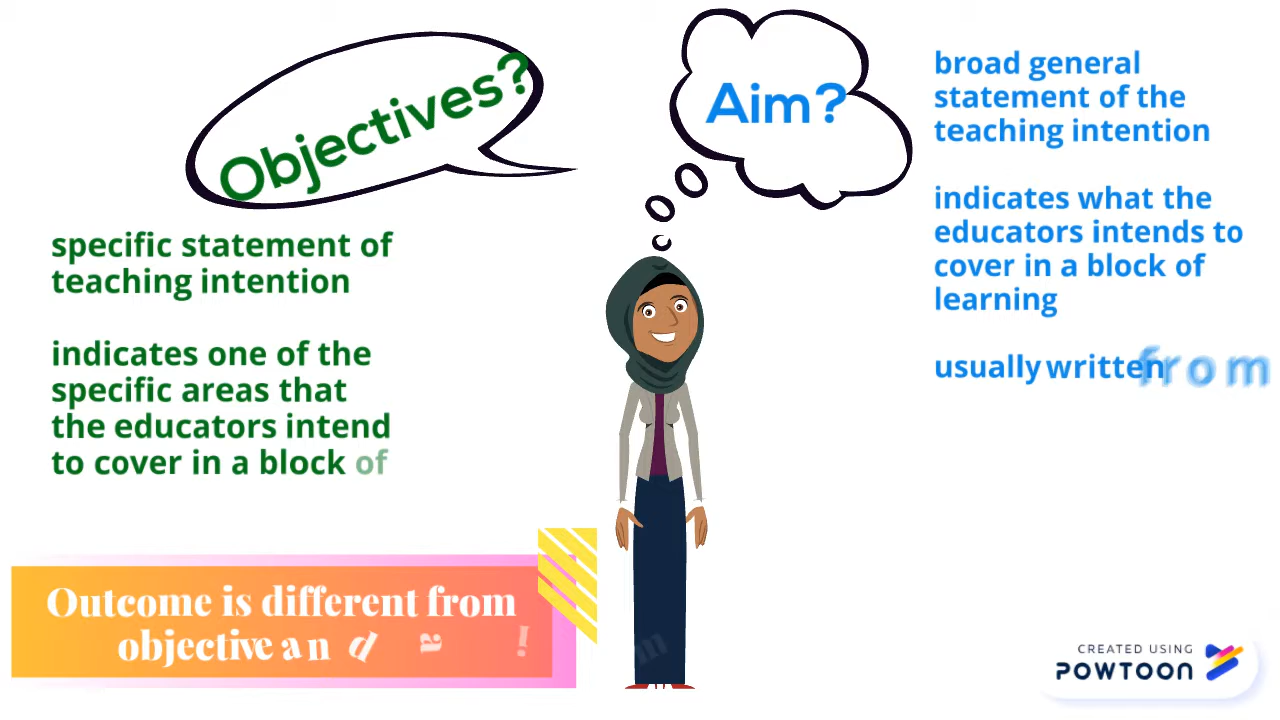 Objectives?
specific statement of
teaching intention
indicates one of the
specific areas that
the educators intend
to cover in a block of
Aim?
broad general
statement of the
teaching intention
indicates what the
educators intends to
cover in a block of
learning
usually written from
Outcome is different from
objective and a !
CREATED USING
POWTOON